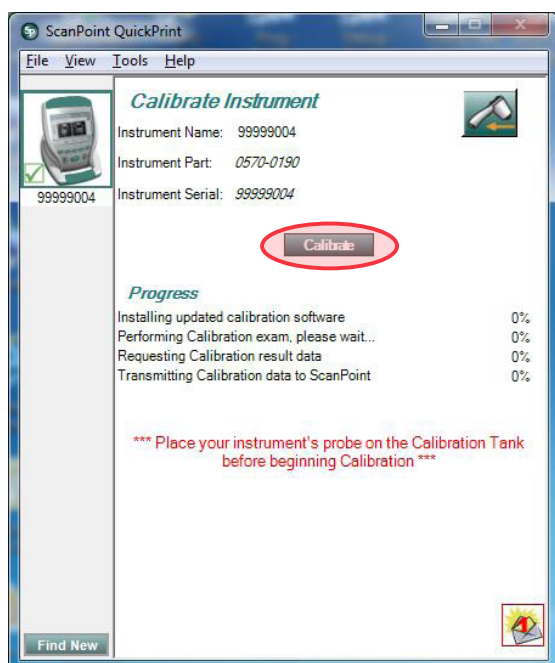 ScanPoint QuickPrint
File View Tools Help
Calibrate Instrument
Instrument Name: 99999004
Instrument Part: 0570-0190
Instrument Serial: 99999004
99999004
Calibrate
Progress
Installing updated calibration software 0%
Performing Calibration exam, please wait... 0%
Requesting Calibration result data 0%
Transmitting Calibration data to ScanPoint 0%
*** Place your instrument's probe on the Calibration Tank
before beginning Calibration ***
Find New